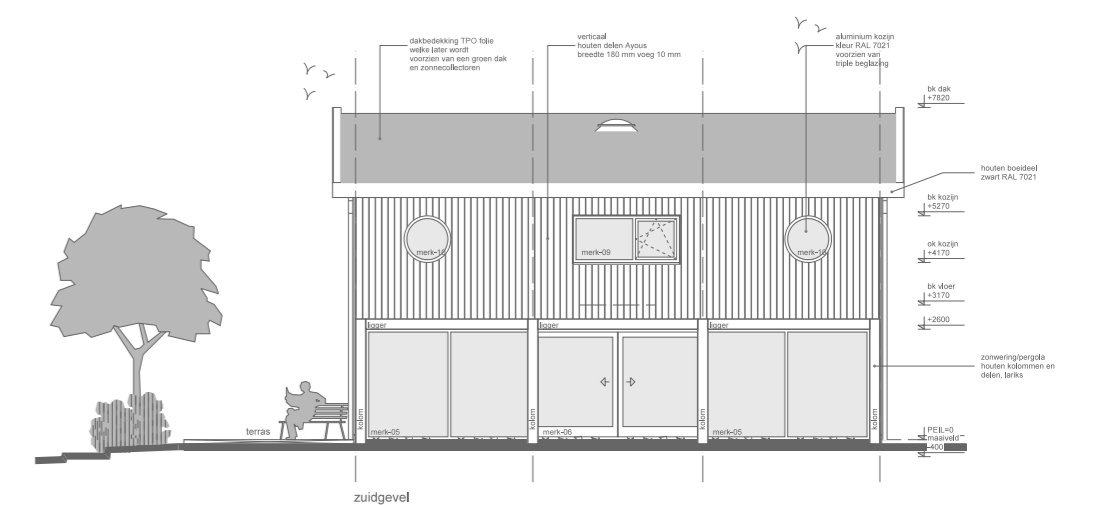 dakbedekking TPO folie
welke later wordt
voorzien van een groen dak
en zonnecollectoren
verticaal
houten delen Ayous
breedte 180 mm voeg 10 mm
aluminium kozijn
kleur RAL 7021
voorzien van
triple beglazing
bk dak
+7820
houten boeideel
zwart RAL 7021
bk kozijn
+5270
merk-10
merk-09
merk-10
ok kozijn
+4170
bk vloer
+3170
+2600
ligger
ligger
ligger
zonwering/pergola
houten kolommen en
delen, lariks
kolom
kolom
kolom
kolom
terras
merk-05
merk-06
merk-05
PEIL=0
maaiveld
-400
zuidgevel